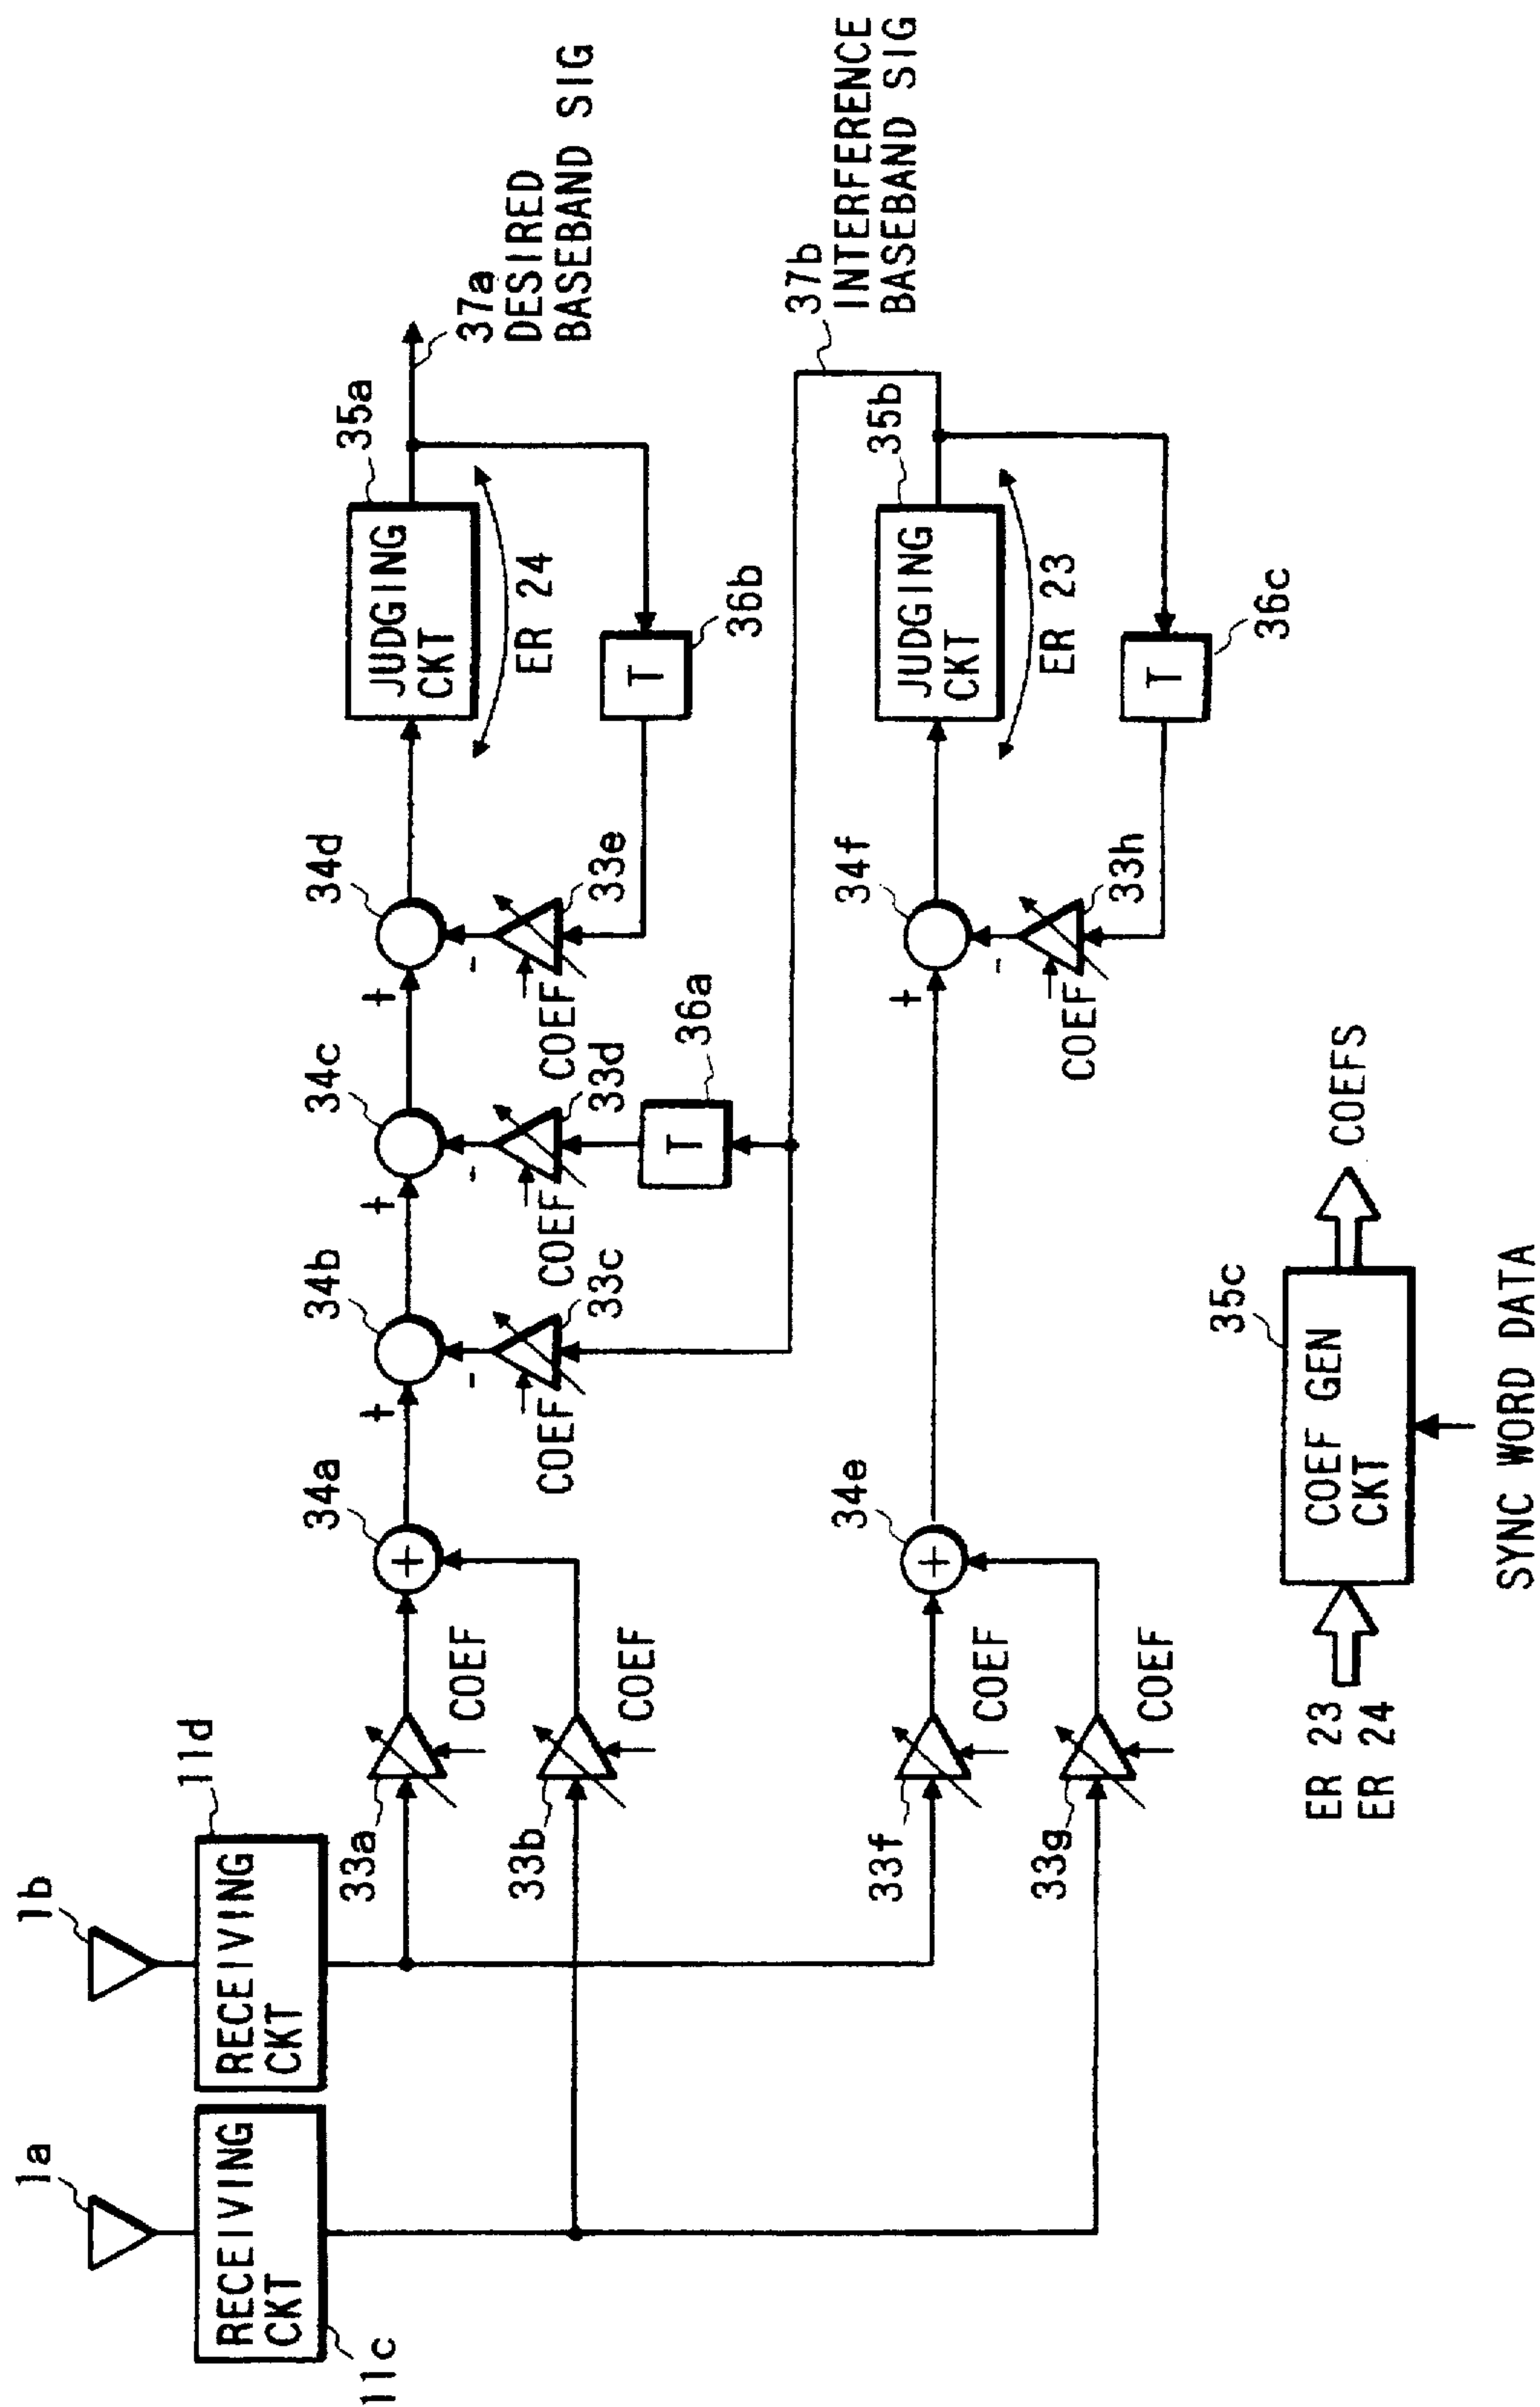 1a
1b
RECEIVING
CKT
RECEIVING
CKT
11c
11d
33a
COEF
33b
COEF
33f
COEF
33g
COEF
34a
+
34e
+
34b
+
-
COEF
33c
34c
+
-
COEF
33d
T
36a
34d
+
-
COEF
33e
34f
+
-
COEF
33h
JUDGING
CKT
35a
ER 24
T
36b
37a
DESIRED
BASEBAND SIG
JUDGING
CKT
35b
ER 23
T
36c
37b
INTERFERENCE
BASEBAND SIG
ER 23
ER 24
COEF GEN
CKT
35c
COEFS
SYNC WORD DATA